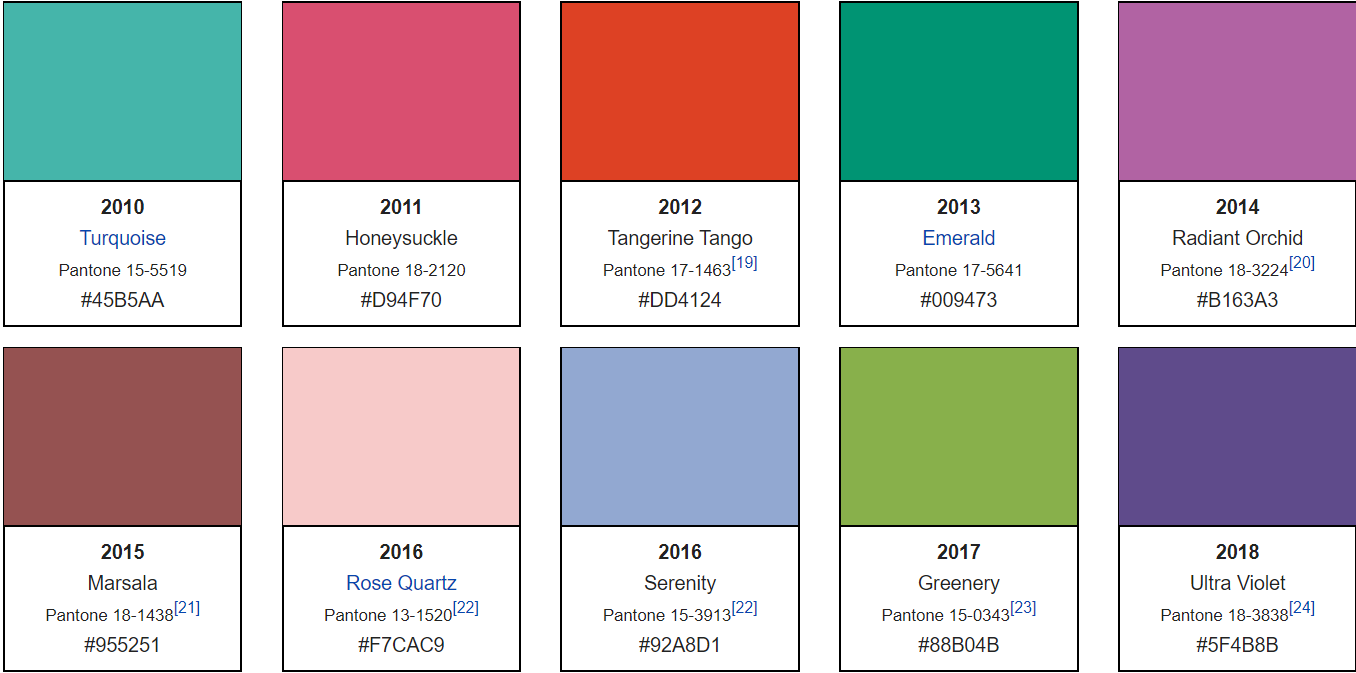 2010
Turquoise
Pantone 15-5519
#45B5AA
2011
Honeysuckle
Pantone 18-2120
#D94F70
2012
Tangerine Tango
Pantone 17-1463[19]
#DD4124
2013
Emerald
Pantone 17-5641
#009473
2014
Radiant Orchid
Pantone 18-3224[20]
#B163A3
2015
Marsala
Pantone 18-1438[21]
#955251
2016
Rose Quartz
Pantone 13-1520[22]
#F7CAC9
2016
Serenity
Pantone 15-3913[22]
#92A8D1
2017
Greenery
Pantone 15-0343[23]
#88B04B
2018
Ultra Violet
Pantone 18-3838[24]
#5F4B8B